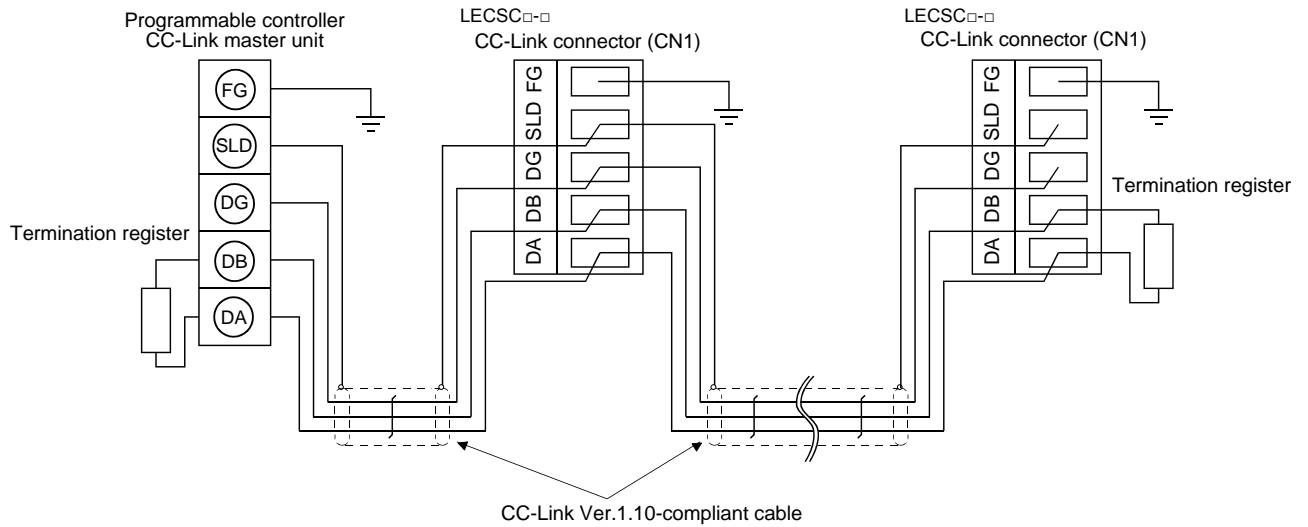 Programmable controller
CC-Link master unit
FG
SLD
DG
DB
DA
Termination register
LECSC□-□
CC-Link connector (CN1)
FG
SLD
DG
DB
DA
LECSC□-□
CC-Link connector (CN1)
FG
SLD
DG
DB
DA
Termination register
CC-Link Ver.1.10-compliant cable